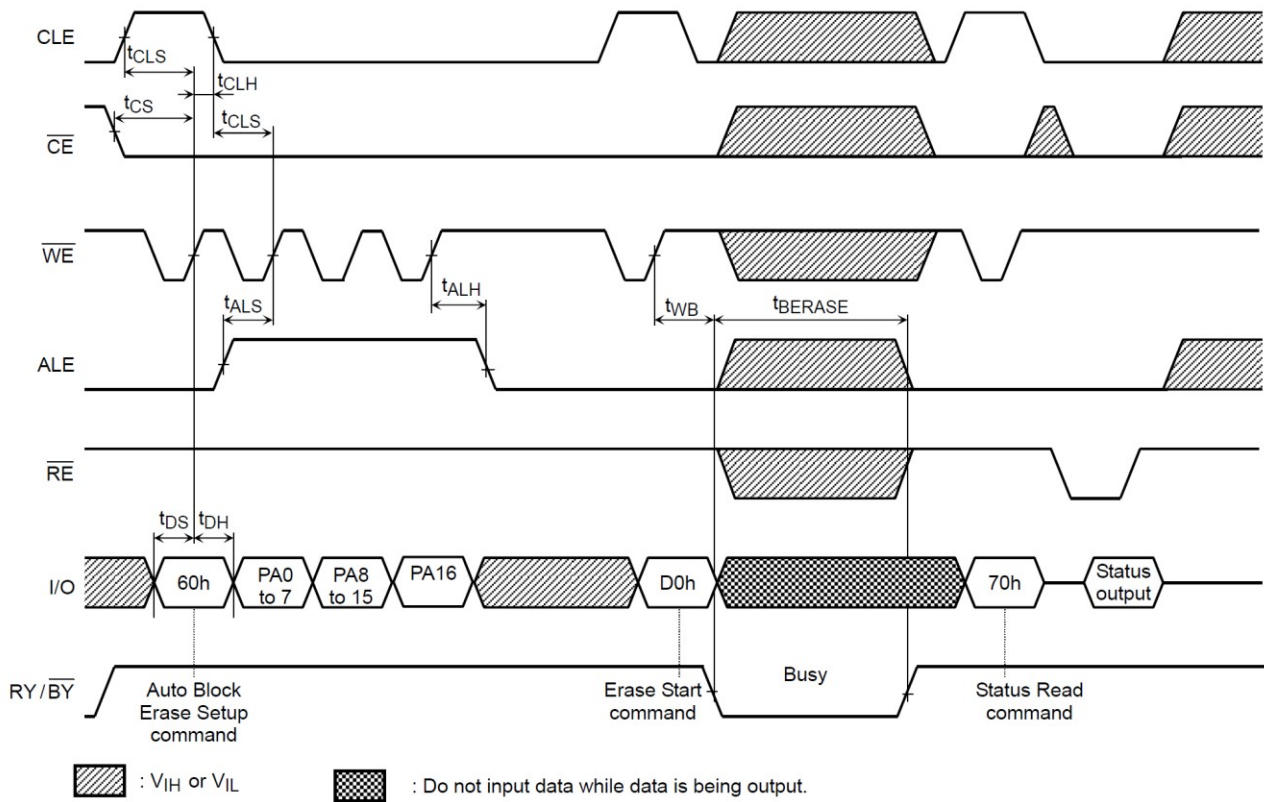 CLE
tCLS
tCLH
tCS
tCLS
CE
WE
tALS
tALH
tWB
tBERASE
ALE
RE
tDS
tDH
I/O
60h
PA0
to 7
PA8
to 15
PA16
D0h
70h
Status
output
RY/BY
Auto Block
Erase Setup
command
Erase Start
command
Busy
Status Read
command
: VIH or VIL
: Do not input data while data is being output.